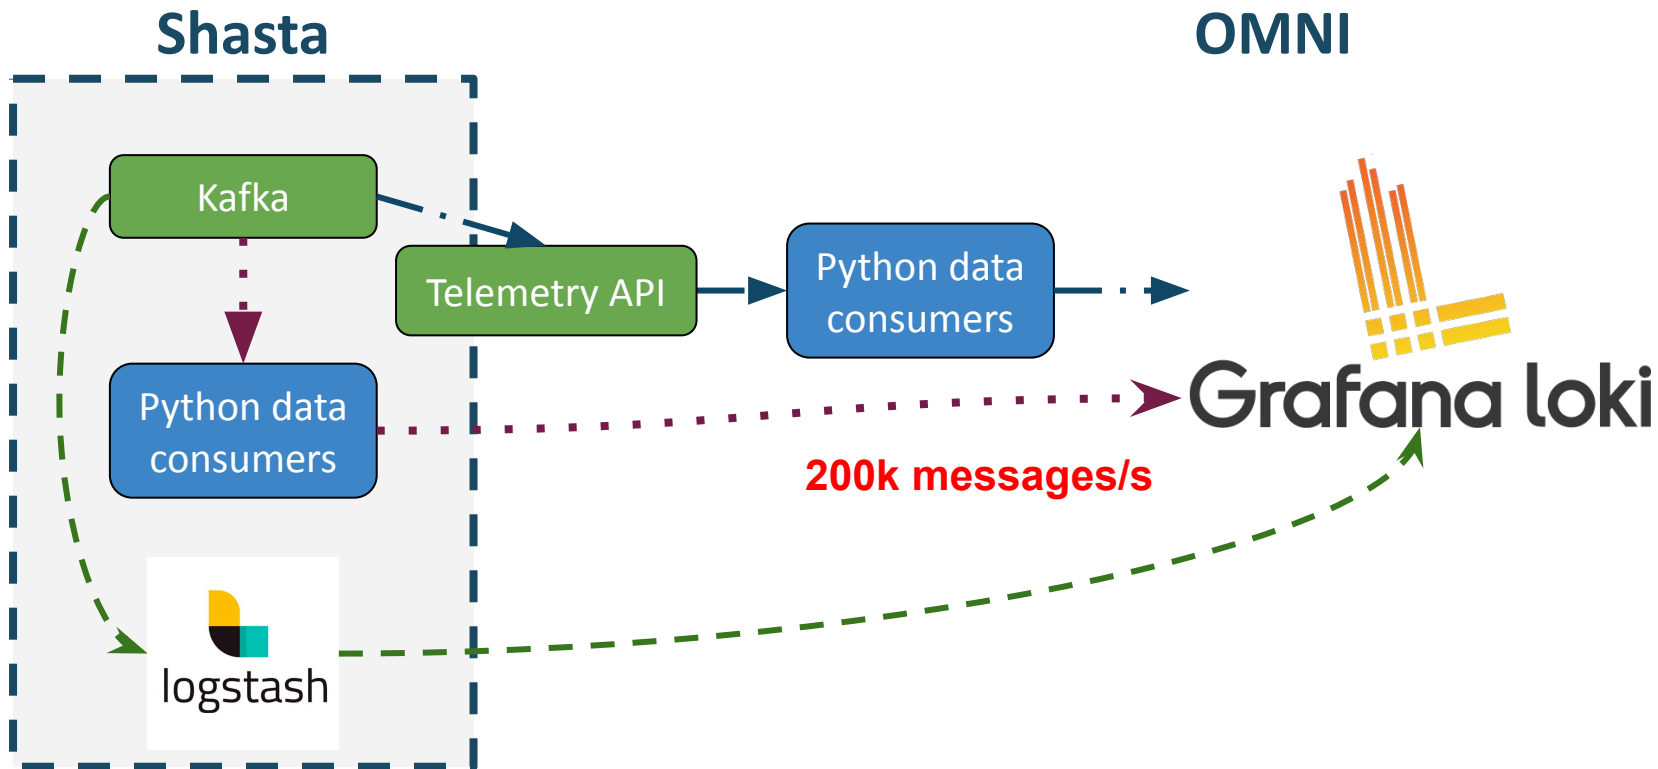 Shasta
OMNI
Kafka
Telemetry API
Python data
consumers
Python data
consumers
Grafana loki
200k messages/s
logstash